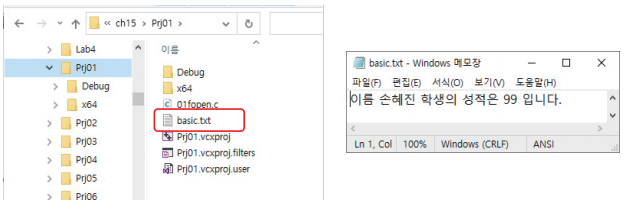 « ch15 › Prj01 ›
Lab4
Prj01
Debug
x64
Prj02
Prj03
Prj04
Prj05
Prj06
이름
Debug
x64
01fopen.c
basic.txt
Prj01.vcxproj
Prj01.vcxproj.filters
Prj01.vcxproj.user
basic.txt - Windows 메모장
파일(F) 편집(E) 서식(O) 보기(V) 도움말(H)
이름 손혜진 학생의 성적은 99 입니다.
Ln 1, Col 100% Windows (CRLF) ANSI